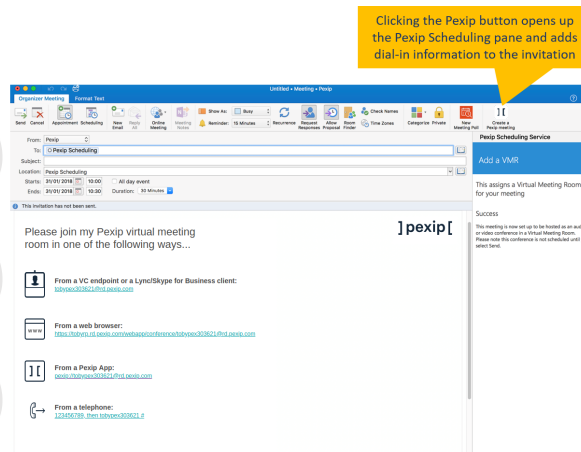 Clicking the Pexip button opens up
the Pexip Scheduling pane and adds
dial-in information to the invitation
Untitled • Meeting • Pexip
Organizer Meeting Format Text
Send Cancel Appointment Scheduling New Email Reply All Online Meeting Meeting Notes Show As: Busy Reminder: 15 Minutes Recurrence Request Responses Allow Proposal Room Finder Check Names Time Zones Categorize Private New Meeting Poll Create a Pexip meeting
From: Pexip
To: Pexip Scheduling
Subject:
Location: Pexip Scheduling
Starts: 31/01/2018 10:00 All day event
Ends: 31/01/2018 10:30 Duration: 30 Minutes
This invitation has not been sent.
Please join my Pexip virtual meeting
room in one of the following ways...
]pexip[
From a VC endpoint or a Lync/Skype for Business client:
tobypex303621@rd.pexip.com
www
From a web browser:
https://tobyrp.rd.pexip.com/webapp/conference/tobypex303621@rd.pexip.com
From a Pexip App:
pexip://tobypex303621@rd.pexip.com
From a telephone:
123456789, then tobypex303621 #
Pexip Scheduling Service
Add a VMR
This assigns a Virtual Meeting Room
for your meeting
Success
This meeting is now set up to be hosted as an au
or video conference in a Virtual Meeting Room.
Please note this conference is not scheduled until
select Send.